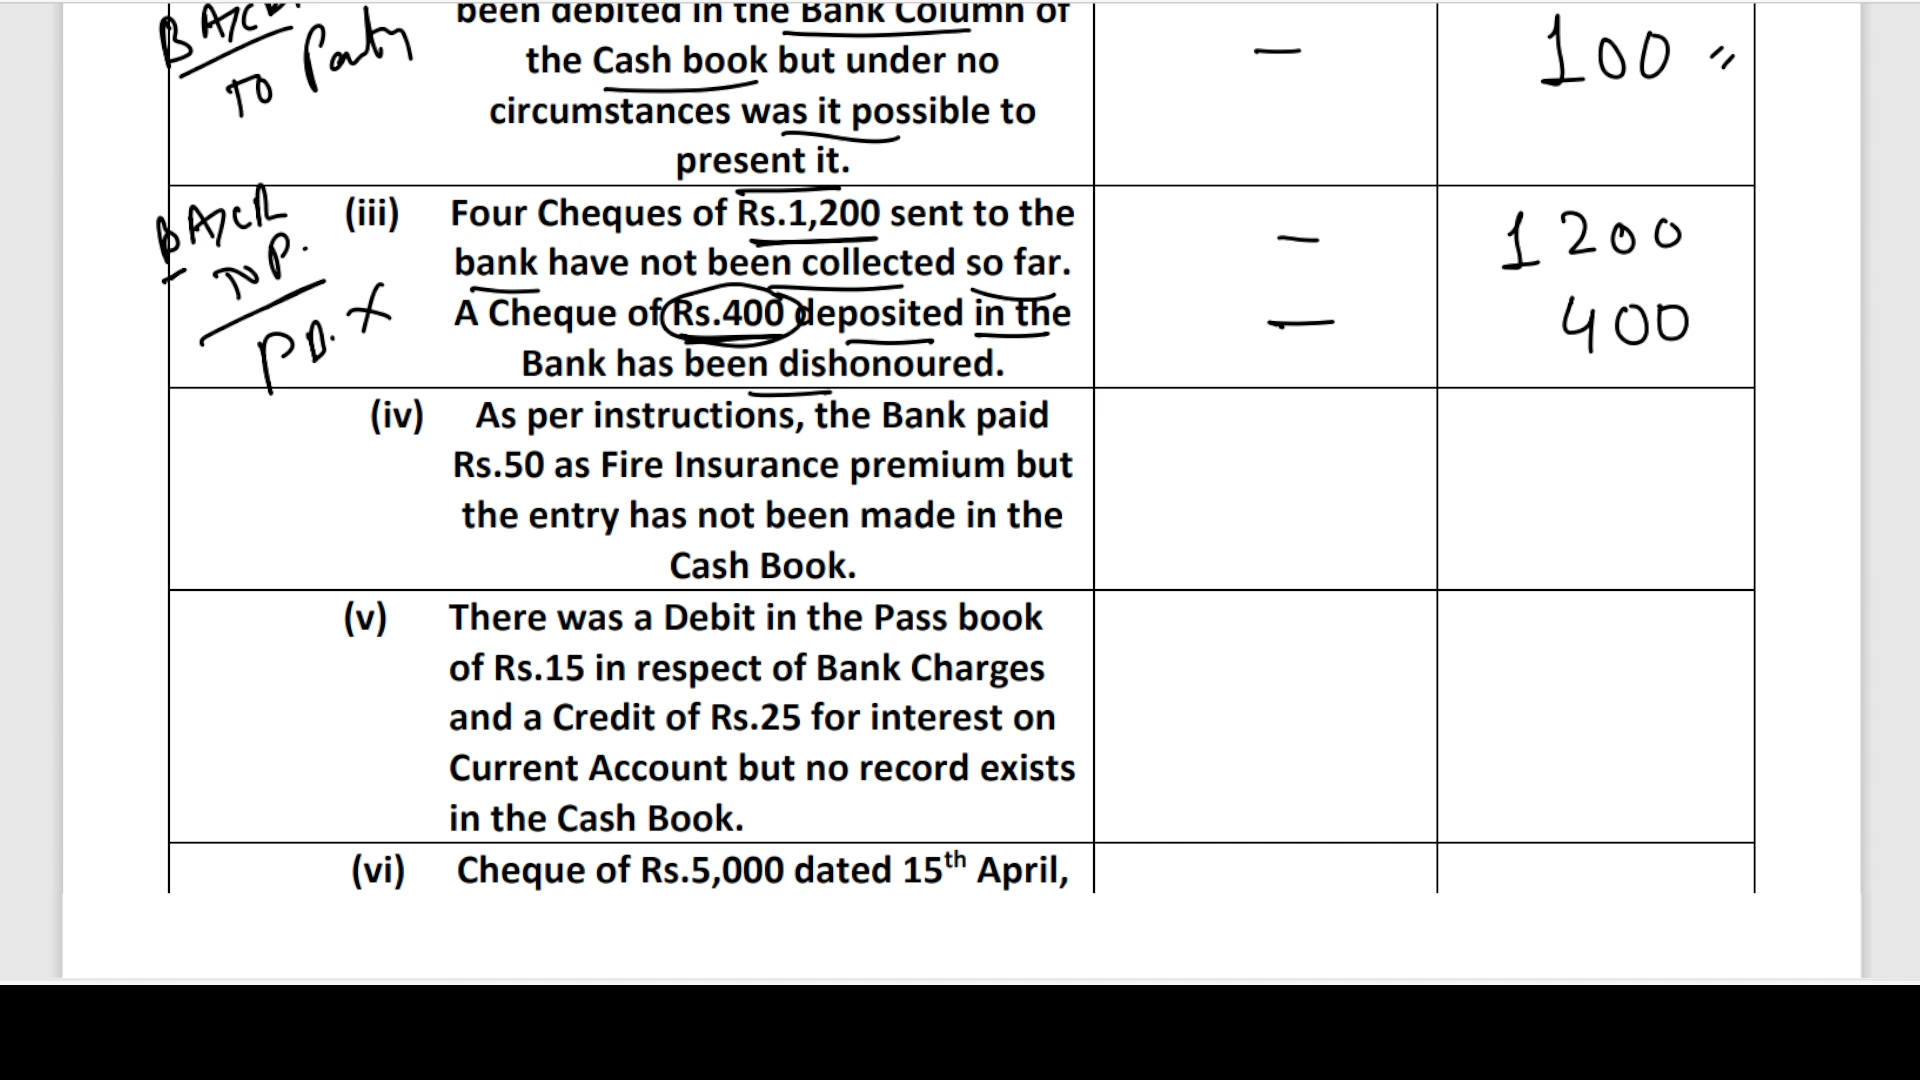 B A/C
To Party
been debited in the Bank Column of
the Cash book but under no
circumstances was it possible to
present it.
— 100 "
B A/C
To P.
P.B. X
(iii) Four Cheques of Rs.1,200 sent to the
bank have not been collected so far.
A Cheque of Rs.400 deposited in the
Bank has been dishonoured.
— 1200
— 400
(iv) As per instructions, the Bank paid
Rs.50 as Fire Insurance premium but
the entry has not been made in the
Cash Book.
(v) There was a Debit in the Pass book
of Rs.15 in respect of Bank Charges
and a Credit of Rs.25 for interest on
Current Account but no record exists
in the Cash Book.
(vi) Cheque of Rs.5,000 dated 15th April,